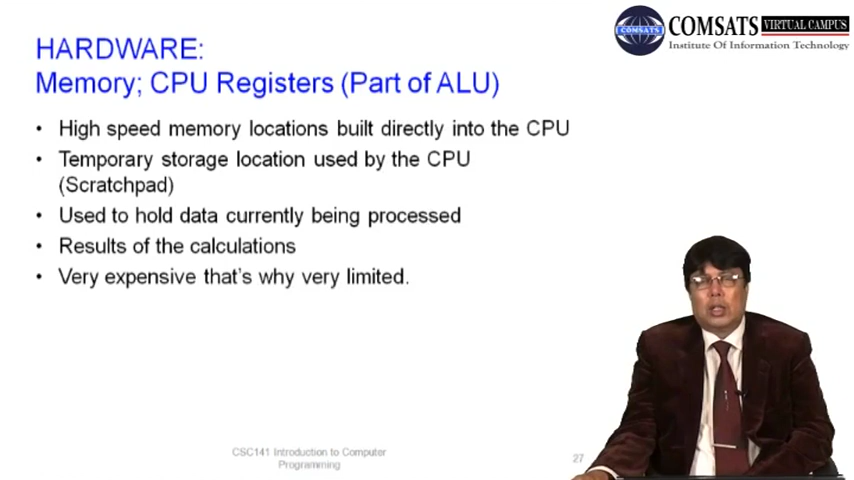 COMSATS VIRTUAL CAMPUS
COMSATS
Institute Of Information Technology
HARDWARE:
Memory; CPU Registers (Part of ALU)
• High speed memory locations built directly into the CPU
• Temporary storage location used by the CPU
(Scratchpad)
• Used to hold data currently being processed
• Results of the calculations
• Very expensive that's why very limited.
CSC141 Introduction to Computer
Programming
27